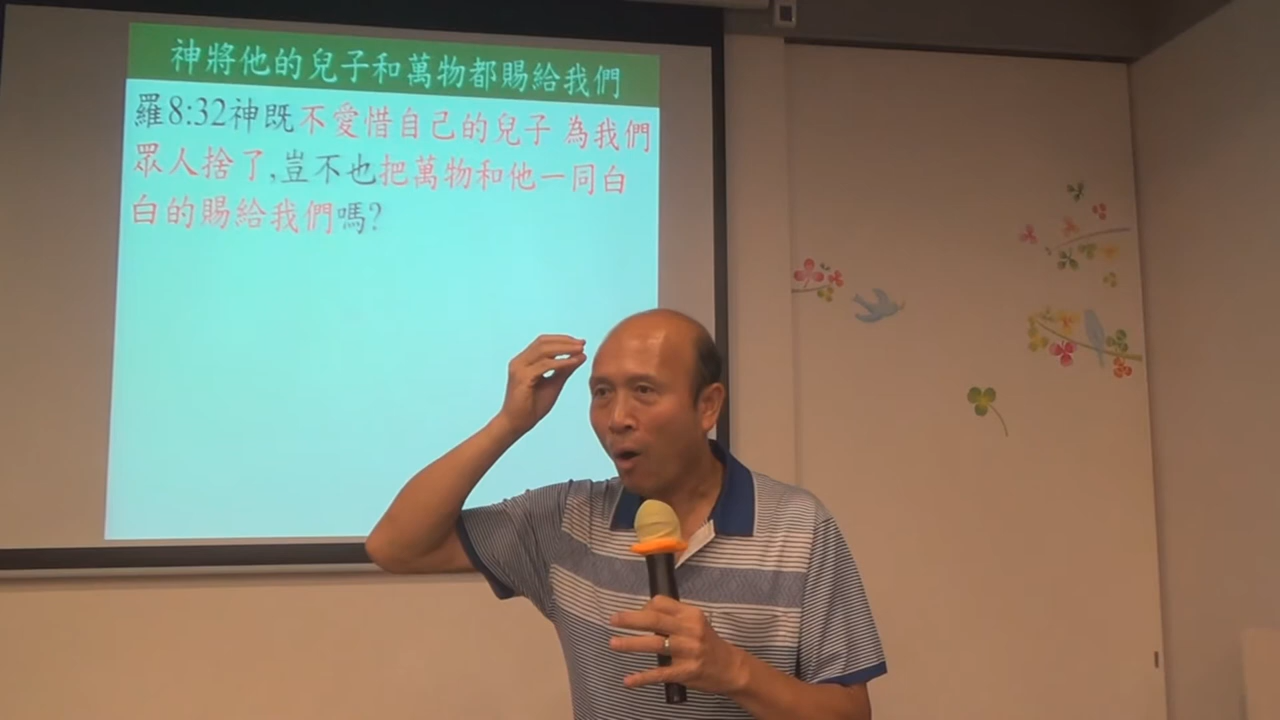 神將他的兒子和萬物都賜給我們
羅8:32神既不愛惜自己的兒子 為我們
眾人捨了,豈不也把萬物和他一同白
白的賜給我們嗎?